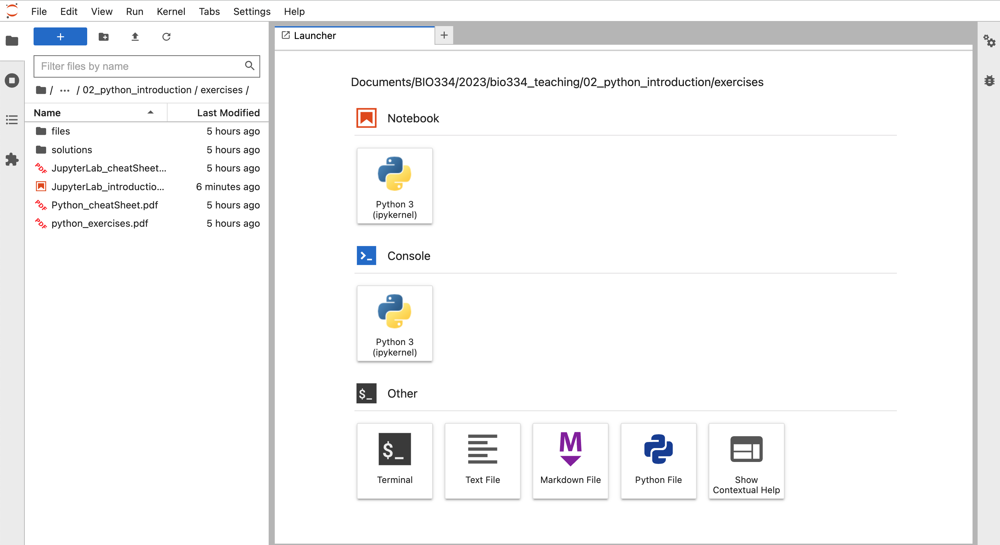 File Edit View Run Kernel Tabs Settings Help
+
Filter files by name
/ ··· / 02_python_introduction / exercises /
Name Last Modified
files 5 hours ago
solutions 5 hours ago
PDF JupyterLab_cheatSheet... 5 hours ago
JupyterLab_introductio... 6 minutes ago
PDF Python_cheatSheet.pdf 5 hours ago
PDF python_exercises.pdf 5 hours ago
Launcher +
Documents/BIO334/2023/bio334_teaching/02_python_introduction/exercises
Notebook
Python 3
(ipykernel)
>_ Console
Python 3
(ipykernel)
$_ Other
$_
Terminal
Text File
M
Markdown File
Python File
Show
Contextual Help